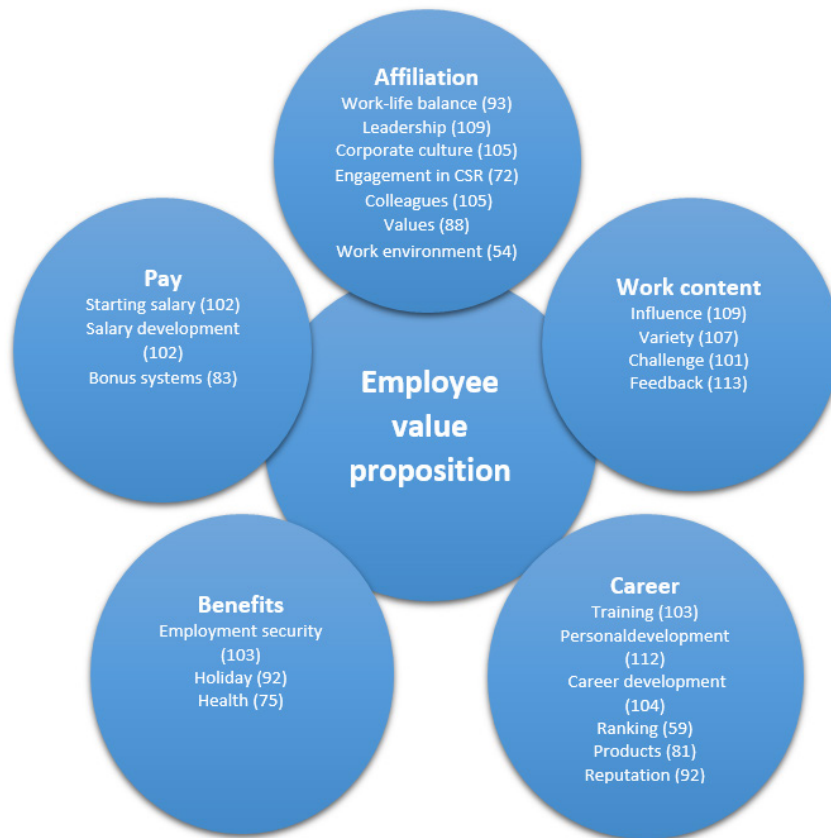 Affiliation
Work-life balance (93)
Leadership (109)
Corporate culture (105)
Engagement in CSR (72)
Colleagues (105)
Values (88)
Work environment (54)
Pay
Starting salary (102)
Salary development
(102)
Bonus systems (83)
Work content
Influence (109)
Variety (107)
Challenge (101)
Feedback (113)
Employee
value
proposition
Benefits
Employment security
(103)
Holiday (92)
Health (75)
Career
Training (103)
Personaldevelopment
(112)
Career development
(104)
Ranking (59)
Products (81)
Reputation (92)